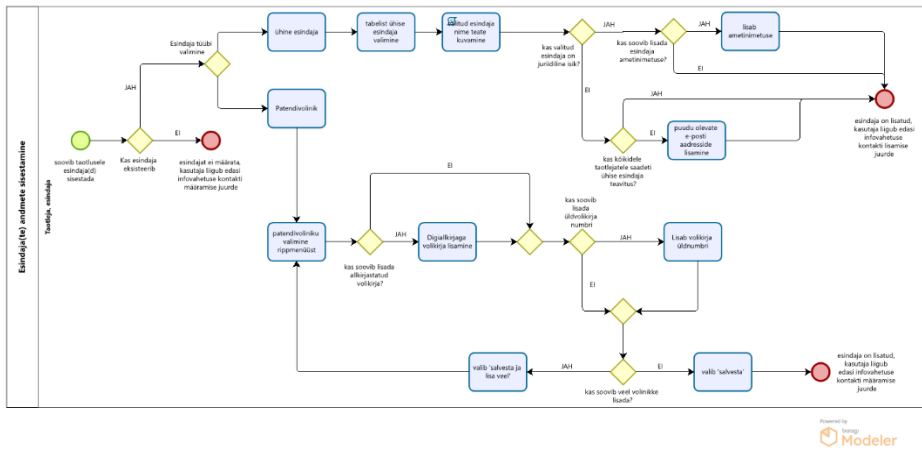 Esindaja(te) andmete sisestamine
Taotleja, esindaja
soovib taotlusele
esindaja(d)
sisestada
Kas esindaja
eksisteerib
JAH
EI
esindajat ei määrata,
kasutaja liigub edasi
infovahetuse kontakti
määramise juurde
Esindaja tüübi
valimine
ühine esindaja
tabelist ühise
esindaja
valimine
valitud esindaja
nime teate
kuvamine
kas valitud
esindaja on
juriidiline isik?
JAH
EI
kas soovib lisada
esindaja
ametinimetuse?
JAH
EI
lisab
ametinimetuse
kas kõikidele
taotlejatele saadeti
ühise esindaja
teavitus?
JAH
EI
puudu olevate
e-posti
aadresside
lisamine
esindaja on lisatud,
kasutaja liigub edasi
infovahetuse
kontakti lisamise
juurde
Patendivolinik
patendivoliniku
valimine
rippmenüüst
kas soovib lisada
allkirjastatud
volikirja?
EI
JAH
Digiallkirjaga
volikirja lisamine
kas soovib
lisada
üldvolikirja
numbri
JAH
EI
Lisab volikirja
üldnumbri
kas soovib veel volinikke
lisada?
JAH
EI
valib 'salvesta ja
lisa veel'
valib 'salvesta'
esindaja on lisatud,
kasutaja liigub
edasi infovahetuse
kontakti määramise
juurde
Powered by
bizagi
Modeler